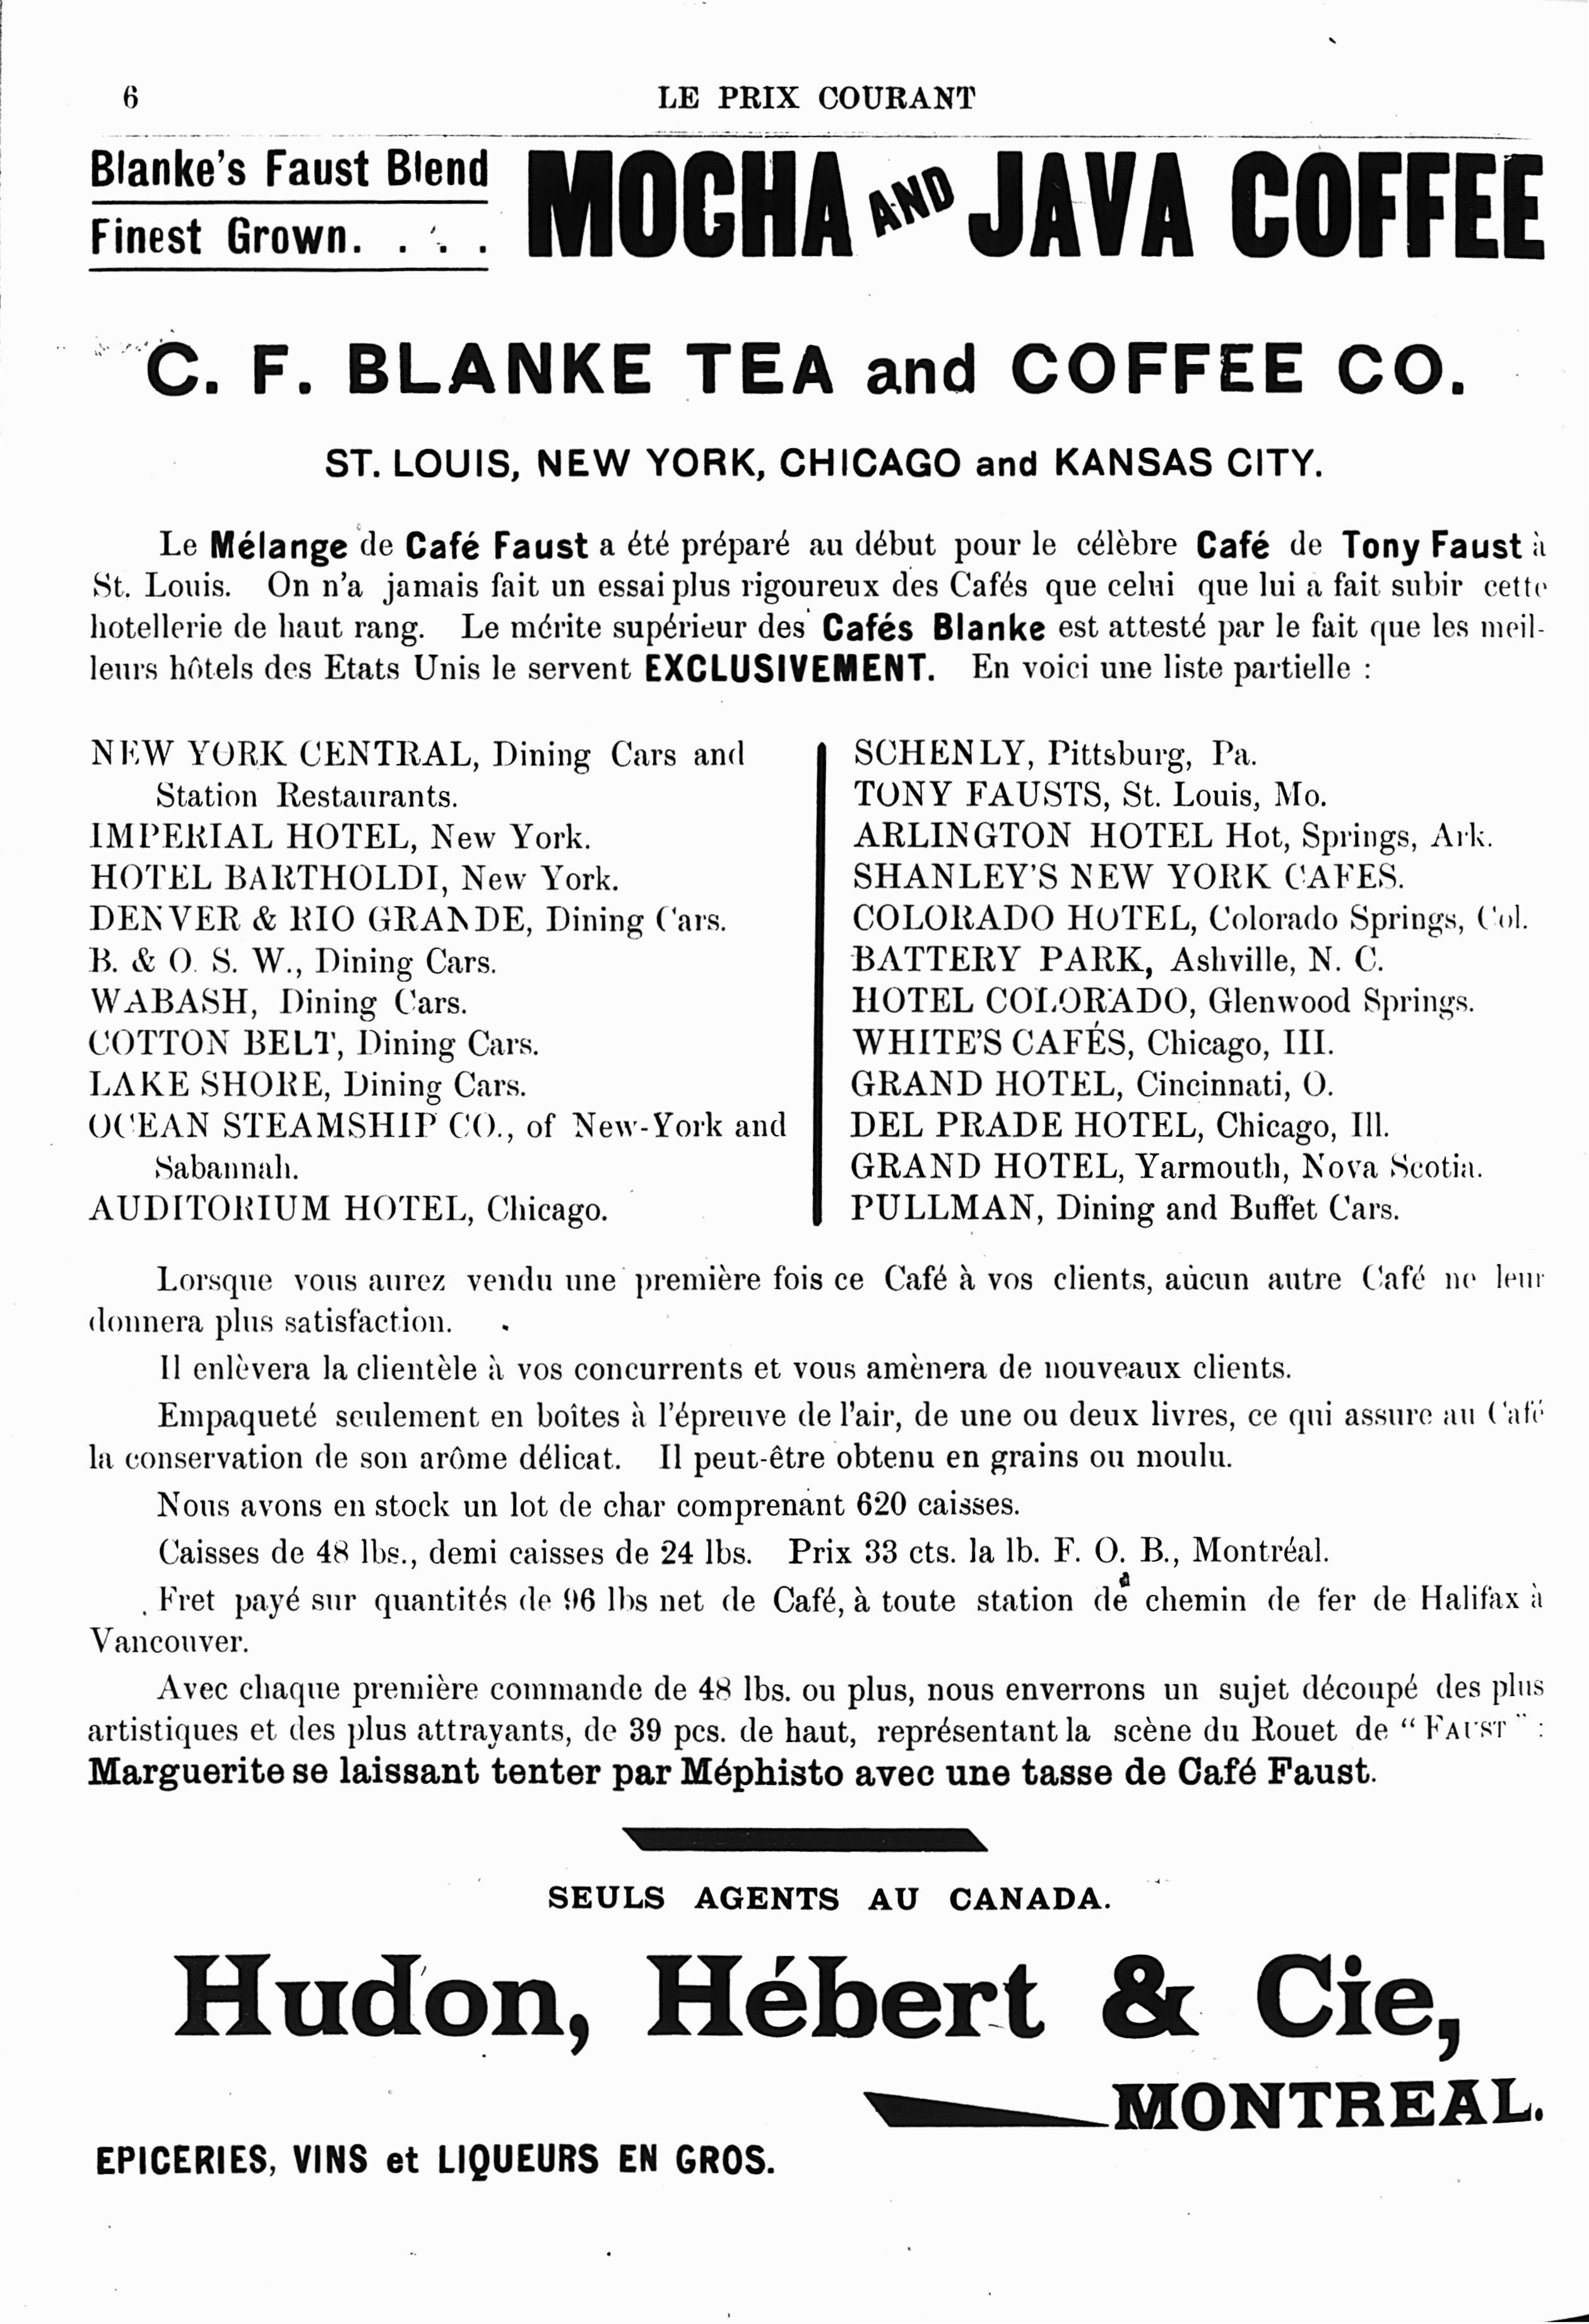 6
LE PRIX COURANT
Blanke's Faust Blend
Finest Grown. . . .
MOCHA AND JAVA COFFEE
C. F. BLANKE TEA and COFFEE CO.
ST. LOUIS, NEW YORK, CHICAGO and KANSAS CITY.
Le Mélange de Café Faust a été préparé au début pour le célèbre Café de Tony Faust à
St. Louis. On n'a jamais fait un essai plus rigoureux des Cafés que celui que lui a fait subir cette
hotellerie de haut rang. Le mérite supérieur des Cafés Blanke est attesté par le fait que les meil-
leurs hôtels des Etats Unis le servent EXCLUSIVEMENT. En voici une liste partielle :
NEW YORK CENTRAL, Dining Cars and
Station Restaurants.
IMPERIAL HOTEL, New York.
HOTEL BARTHOLDI, New York.
DENVER & RIO GRANDE, Dining Cars.
B. & O. S. W., Dining Cars.
WABASH, Dining Cars.
COTTON BELT, Dining Cars.
LAKE SHORE, Dining Cars.
OCEAN STEAMSHIP CO., of New-York and
Sabannah.
AUDITORIUM HOTEL, Chicago.
SCHENLY, Pittsburg, Pa.
TONY FAUSTS, St. Louis, Mo.
ARLINGTON HOTEL Hot, Springs, Ark.
SHANLEY'S NEW YORK CAFES.
COLORADO HOTEL, Colorado Springs, Col.
BATTERY PARK, Ashville, N. C.
HOTEL COLORADO, Glenwood Springs.
WHITE'S CAFÉS, Chicago, III.
GRAND HOTEL, Cincinnati, O.
DEL PRADE HOTEL, Chicago, Ill.
GRAND HOTEL, Yarmouth, Nova Scotia.
PULLMAN, Dining and Buffet Cars.
Lorsque vous aurez vendu une première fois ce Café à vos clients, aucun autre Café ne leur
donnera plus satisfaction.
Il enlèvera la clientèle à vos concurrents et vous amènera de nouveaux clients.
Empaqueté seulement en boîtes à l'épreuve de l'air, de une ou deux livres, ce qui assure au Café
la conservation de son arôme délicat. Il peut-être obtenu en grains ou moulu.
Nous avons en stock un lot de char comprenant 620 caisses.
Caisses de 48 lbs., demi caisses de 24 lbs. Prix 33 cts. la lb. F. O. B., Montréal.
Fret payé sur quantités de 96 lbs net de Café, à toute station de chemin de fer de Halifax à
Vancouver.
Avec chaque première commande de 48 lbs. ou plus, nous enverrons un sujet découpé des plus
artistiques et des plus attrayants, de 39 pcs. de haut, représentant la scène du Rouet de "FAUST" :
Marguerite se laissant tenter par Méphisto avec une tasse de Café Faust.
SEULS AGENTS AU CANADA.
Hudon, Hébert & Cie,
MONTREAL.
EPICERIES, VINS et LIQUEURS EN GROS.